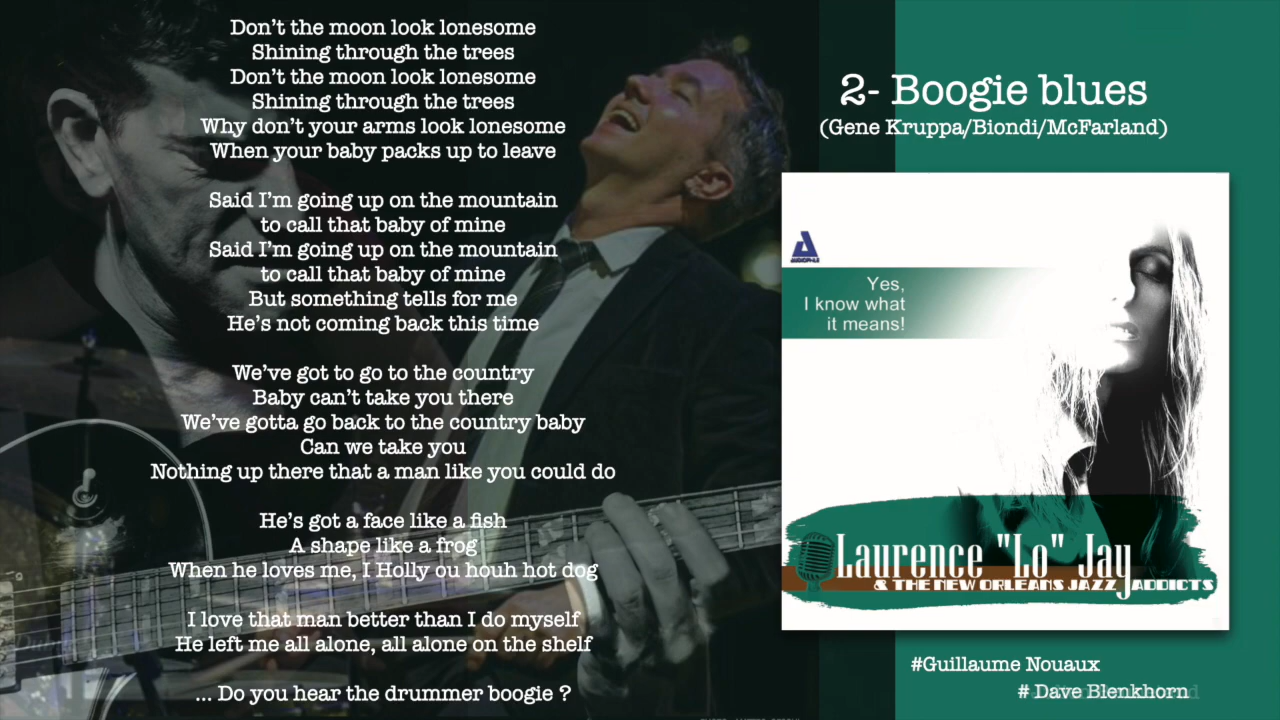 Don't the moon look lonesome
Shining through the trees
Don't the moon look lonesome
Shining through the trees
Why don't your arms look lonesome
When your baby packs up to leave
Said I'm going up on the mountain
to call that baby of mine
Said I'm going up on the mountain
to call that baby of mine
But something tells for me
He's not coming back this time
We've got to go to the country
Baby can't take you there
We've gotta go back to the country baby
Can we take you
Nothing up there that a man like you could do
He's got a face like a fish
A shape like a frog
When he loves me, I Holly ou houh hot dog
I love that man better than I do myself
He left me all alone, all alone on the shelf
... Do you hear the drummer boogie ?
2- Boogie blues
(Gene Kruppa/Biondi/McFarland)
AUDIOPHILE
Yes,
I know what
it means!
Laurence "Lo" Jay
& THE NEW ORLEANS JAZZ ADDICTS
#Guillaume Nouaux
# Dave Blenkhorn